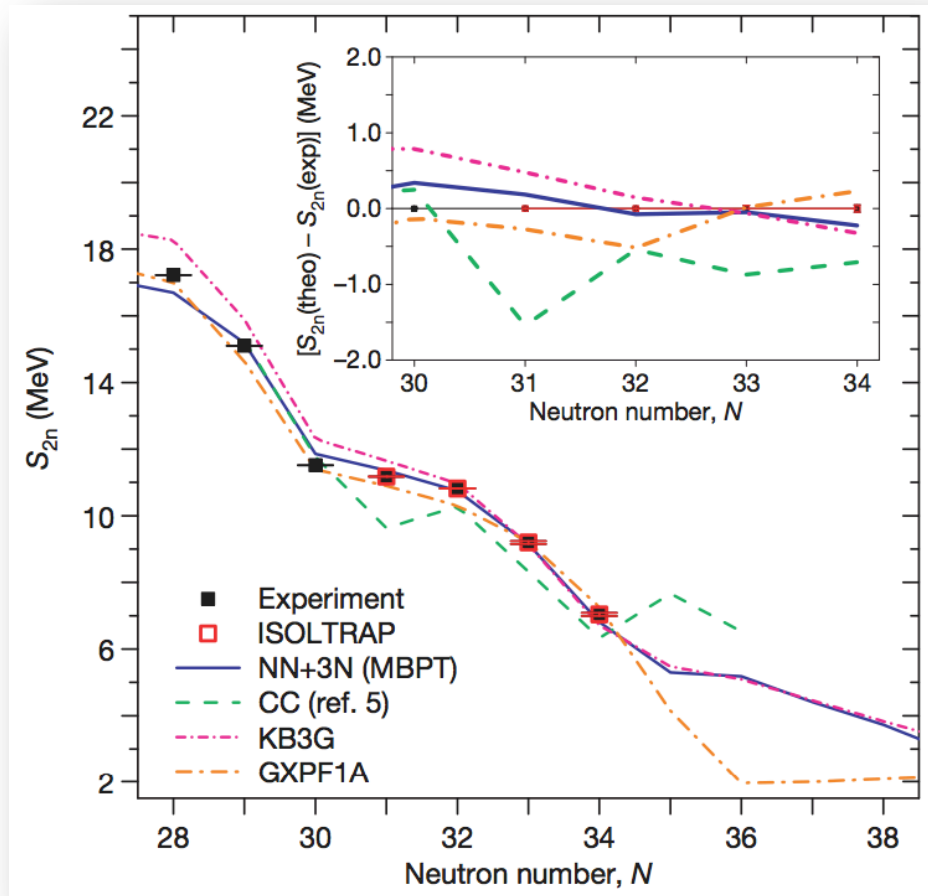 22
18
14
10
6
2
S2n (MeV)
28
30
32
34
36
38
Neutron number, N
2.0
1.0
0.0
−1.0
−2.0
[S2n(theo) − S2n(exp)] (MeV)
30
31
32
33
34
Neutron number, N
Experiment
ISOLTRAP
NN+3N (MBPT)
CC (ref. 5)
KB3G
GXPF1A